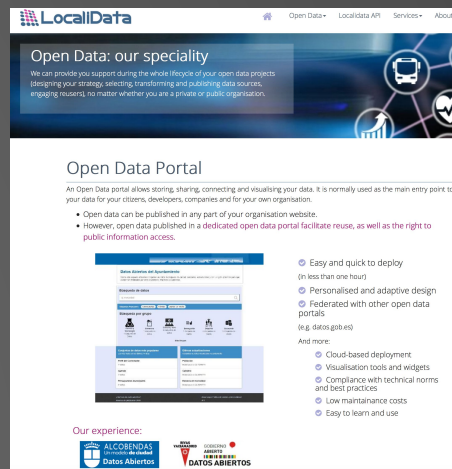 LocaliData
Open Data
Localidata API
Services
About
Open Data: our speciality
We can provide you support during the whole lifecycle of your open data projects
(designing your strategy, selecting, transforming and publishing data sources,
engaging reusers), no matter whether you are a private or public organisation.
Open Data Portal
An Open Data portal allows storing, sharing, connecting and visualising your data. It is normally used as the main entry point to
your data for your citizens, developers, companies and for your own organisation.
Open data can be published in any part of your organisation website.
However, open data published in a dedicated open data portal facilitate reuse, as well as the right to
public information access.
Datos Abiertos del Ayuntamiento
Búsqueda de datos
Búsqueda por grupo
Easy and quick to deploy
(in less than one hour)
Personalised and adaptive design
Federated with other open data
portals
(e.g. datos.gob.es)
And more:
Cloud-based deployment
Visualisation tools and widgets
Compliance with technical norms
and best practices
Low maintainance costs
Easy to learn and use
Our experience:
ALCOBENDAS
Un modelo de ciudad
Datos Abiertos
RIVAS
VACIAMADRID
GOBIERNO
ABIERTO
DATOS ABIERTOS